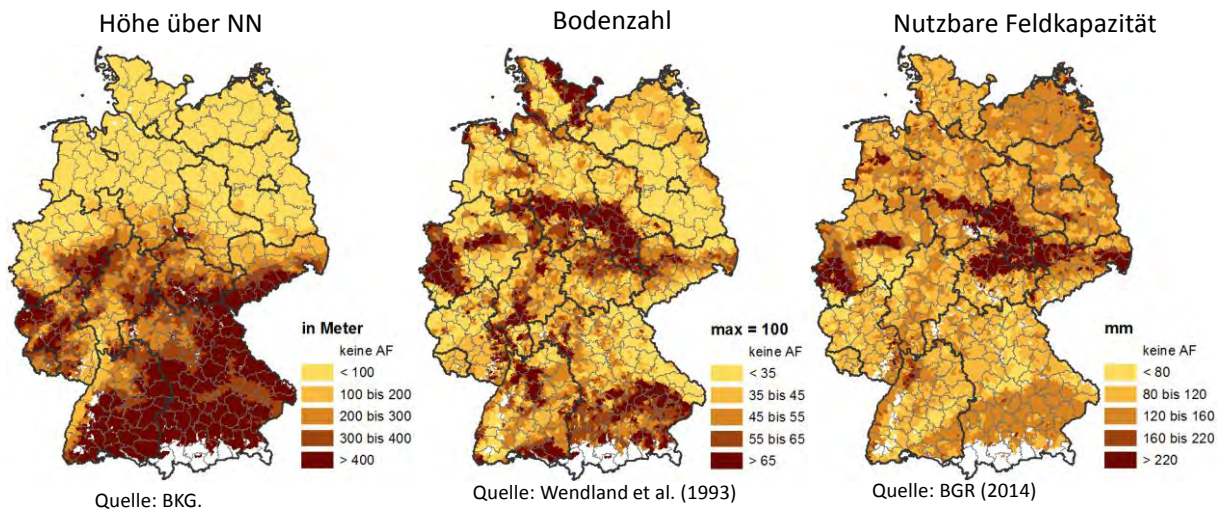 Höhe über NN
Bodenzahl
Nutzbare Feldkapazität
in Meter
keine AF
< 100
100 bis 200
200 bis 300
300 bis 400
> 400
max = 100
keine AF
< 35
35 bis 45
45 bis 55
55 bis 65
> 65
mm
keine AF
< 80
80 bis 120
120 bis 160
160 bis 220
> 220
Quelle: BKG.
Quelle: Wendland et al. (1993)
Quelle: BGR (2014)